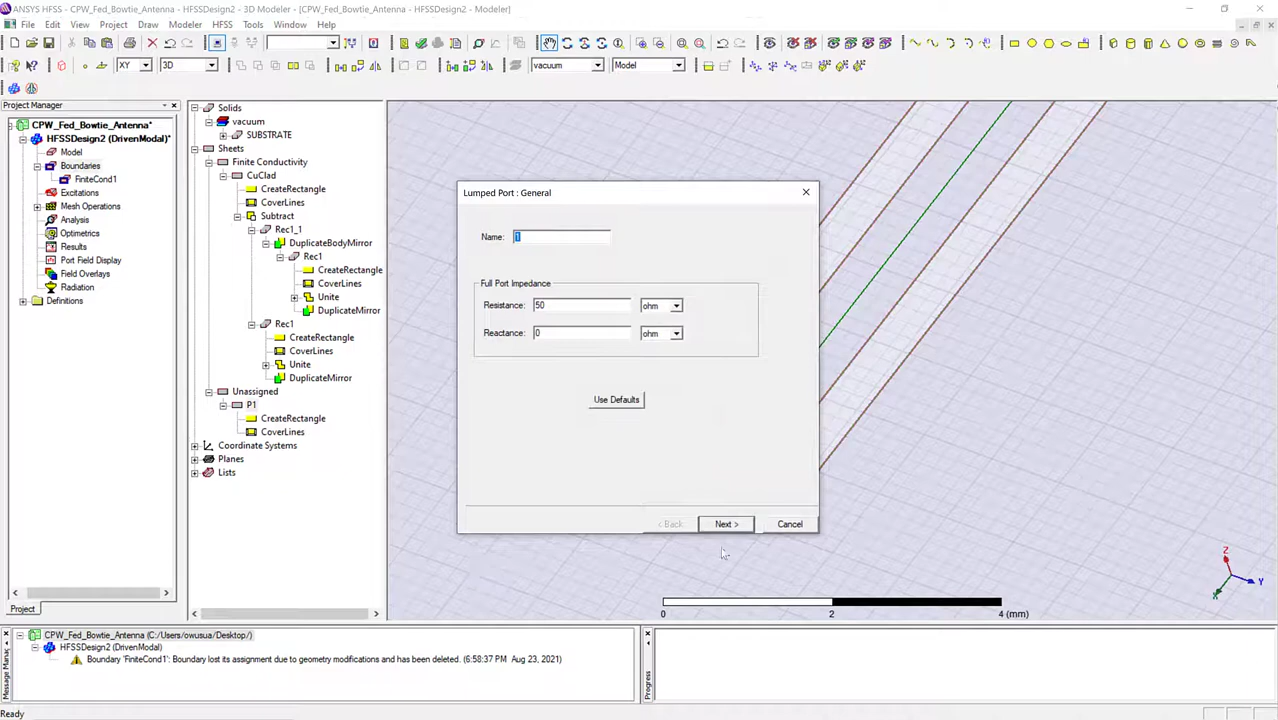 ANSYS HFSS - CPW_Fed_Bowtie_Antenna - HFSSDesign2 - 3D Modeler - [CPW_Fed_Bowtie_Antenna - HFSSDesign2 - Modeler]
File Edit View Project Draw Modeler HFSS Tools Window Help
XY 3D vacuum Model
Project Manager
CPW_Fed_Bowtie_Antenna*
HFSSDesign2 (DrivenModal)*
Model
Boundaries
FiniteCond1
Excitations
Mesh Operations
Analysis
Optimetrics
Results
Port Field Display
Field Overlays
Radiation
Definitions
Project
Solids
vacuum
SUBSTRATE
Sheets
Finite Conductivity
CuClad
CreateRectangle
CoverLines
Subtract
Rec1_1
DuplicateBodyMirror
Rec1
CreateRectangle
CoverLines
Unite
DuplicateMirror
Rec1
CreateRectangle
CoverLines
Unite
DuplicateMirror
Unassigned
P1
CreateRectangle
CoverLines
Coordinate Systems
Planes
Lists
Lumped Port : General
Name: 1
Full Port Impedance
Resistance: 50 ohm
Reactance: 0 ohm
Use Defaults
< Back Next > Cancel
Z
Y
X
0 2 4 (mm)
Message Mana
CPW_Fed_Bowtie_Antenna (C:/Users/owusua/Desktop/)
HFSSDesign2 (DrivenModal)
Boundary 'FiniteCond1': Boundary lost its assignment due to geometry modifications and has been deleted. (6:58:37 PM Aug 23, 2021)
Progress
Ready